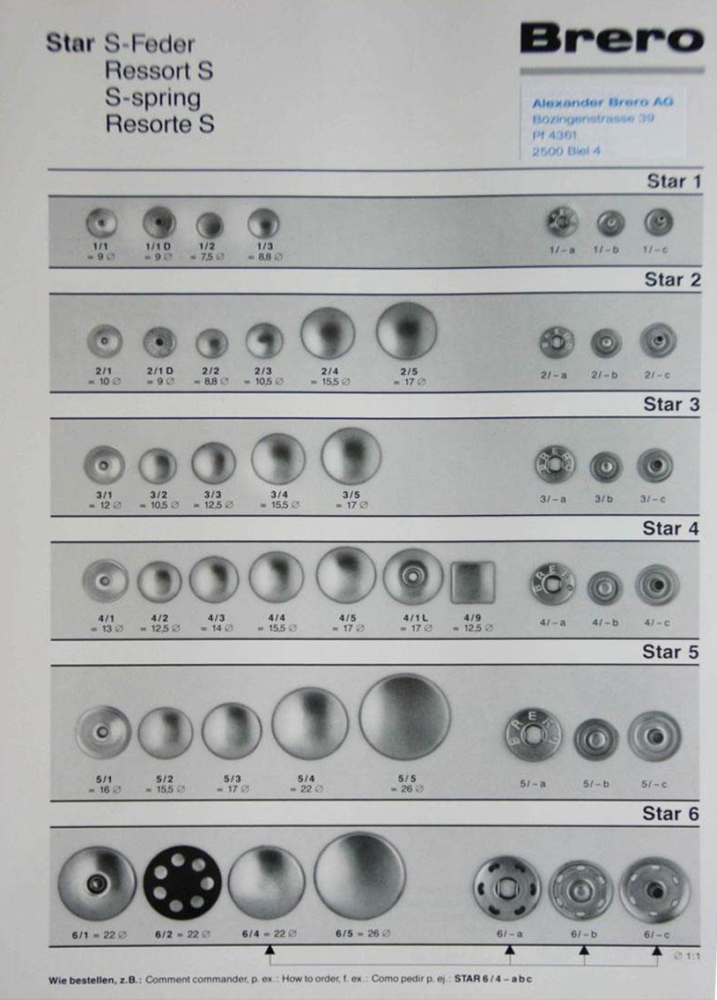 Star S-Feder
Ressort S
S-spring
Resorte S
Brero
Alexander Brero AG
Bözingenstrasse 39
Pf 4361
2500 Biel 4
Star 1
1/1 1/1 D 1/2 1/3
= 9 ∅ = 9 ∅ = 7,5 ∅ = 8,8 ∅
1/-a 1/-b 1/-c
Star 2
2/1 2/1 D 2/2 2/3 2/4 2/5
= 10 ∅ = 9 ∅ = 8,8 ∅ = 10,5 ∅ = 15,5 ∅ = 17 ∅
BRERO
2/-a 2/-b 2/-c
Star 3
3/1 3/2 3/3 3/4 3/5
= 12 ∅ = 10,5 ∅ = 12,5 ∅ = 15,5 ∅ = 17 ∅
BRERO
3/-a 3/b 3/-c
Star 4
4/1 4/2 4/3 4/4 4/5 4/1 L 4/9
= 13 ∅ = 12,5 ∅ = 14 ∅ = 15,5 ∅ = 17 ∅ = 17 ∅ = 12,5 ∅
BRERO
4/-a 4/-b 4/-c
Star 5
5/1 5/2 5/3 5/4 5/5
= 16 ∅ = 15,5 ∅ = 17 ∅ = 22 ∅ = 26 ∅
BRERO
5/-a 5/-b 5/-c
Star 6
6/1 = 22 ∅ 6/2 = 22 ∅ 6/4 = 22 ∅ 6/5 = 26 ∅ 6/-a 6/-b 6/-c
∅ 1:1
Wie bestellen, z.B.: Comment commander, p. ex.: How to order, f. ex.: Como pedir p. ej.: STAR 6/4 - abc